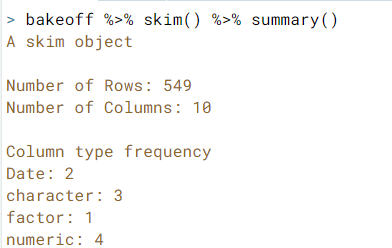 > bakeoff %>% skim() %>% summary()
A skim object
Number of Rows: 549
Number of Columns: 10
Column type frequency
Date: 2
character: 3
factor: 1
numeric: 4